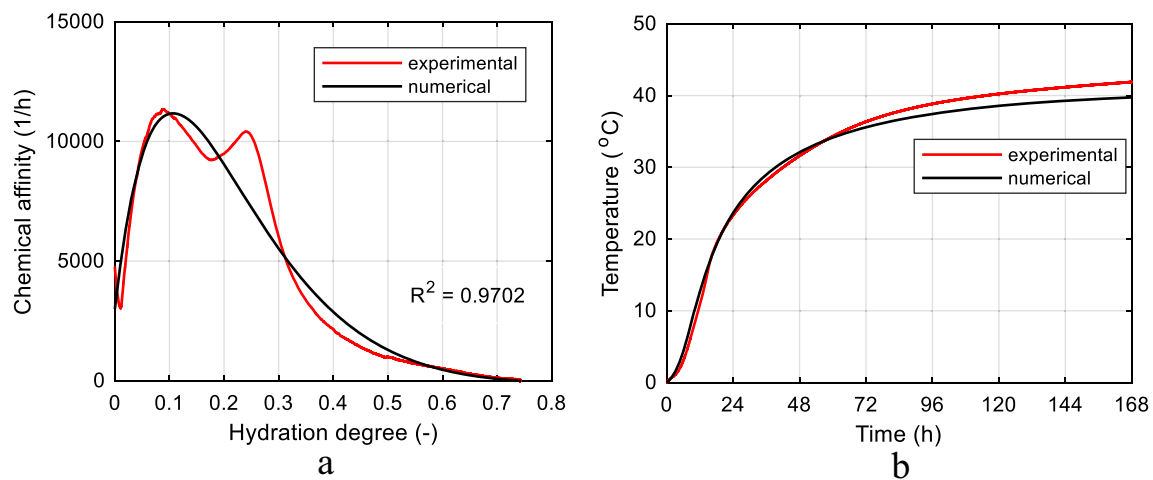 15000
10000
5000
0
Chemical affinity (1/h)
experimental
numerical
R² = 0.9702
0 0.1 0.2 0.3 0.4 0.5 0.6 0.7 0.8
Hydration degree (-)
a
50
40
30
20
10
0
Temperature ( °C)
experimental
numerical
0 24 48 72 96 120 144 168
Time (h)
b